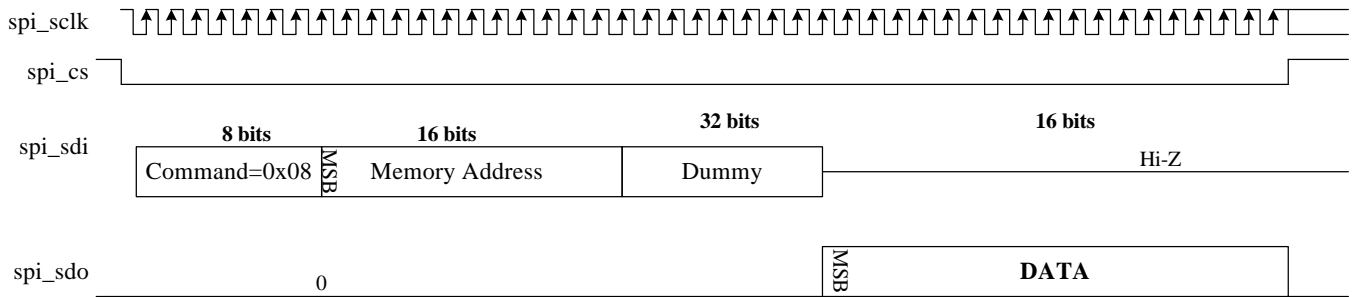 spi_sclk
spi_cs
8 bits 16 bits 32 bits 16 bits
spi_sdi
Command=0x08 MSB Memory Address Dummy Hi-Z
spi_sdo 0 MSB DATA